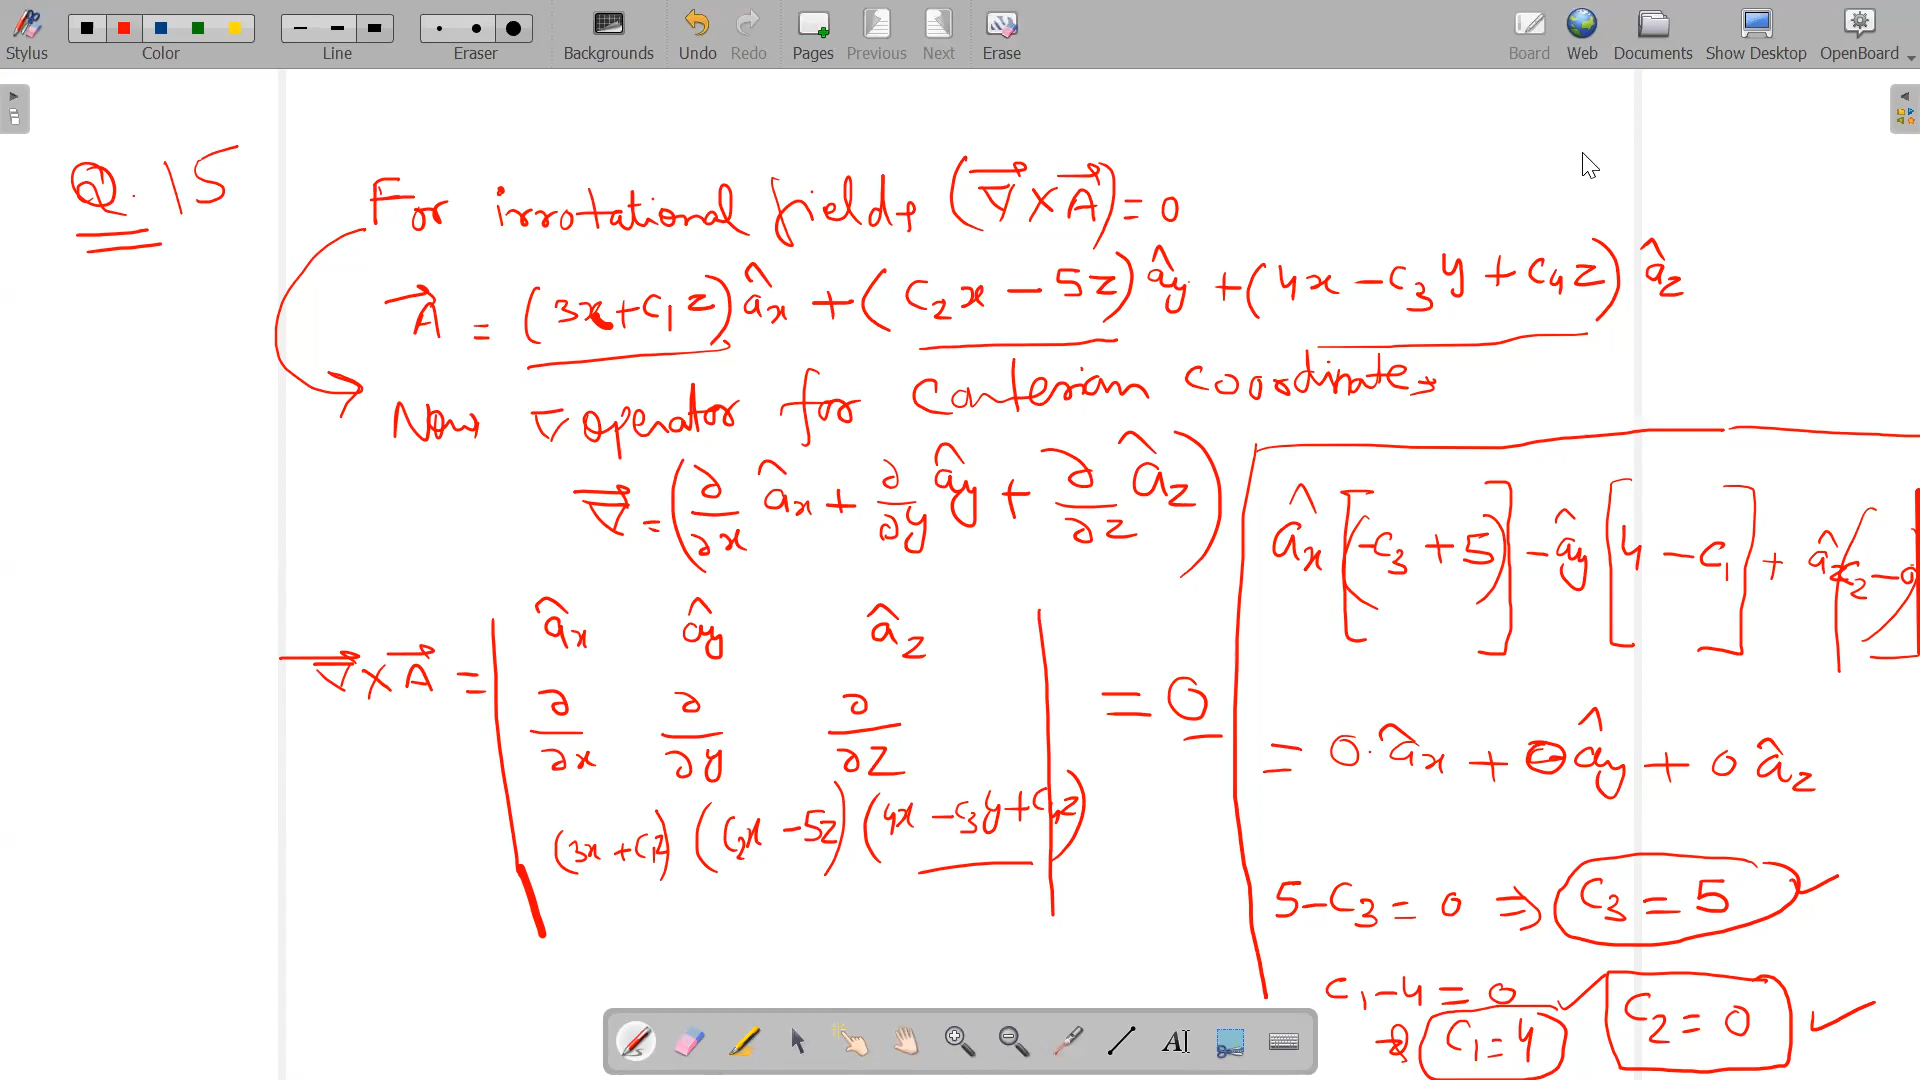 Stylus Color Line Eraser Backgrounds Undo Redo Pages Previous Next Erase Board Web Documents Show Desktop OpenBoard
Q. 15
For irrotational fields (∇⃗ × A⃗) = 0
A⃗ = (3x + c₁z) âx + (c₂x − 5z) ây + (4x − c₃y + c₄z) âz
Now ∇ operator for Cartesian coordinates
∇⃗ = (∂/∂x âx + ∂/∂y ây + ∂/∂z âz)
∇⃗ × A⃗ = | âx ây âz
∂/∂x ∂/∂y ∂/∂z
(3x + c₁z) (c₂x − 5z) (4x − c₃y + c₄z) | = 0
âx [(−c₃ + 5)] − ây [4 − c₁] + âz (c₂ − 0)
= 0.âx + 0 ây + 0 âz
5 − c₃ = 0 ⇒ c₃ = 5 ✓
c₁ − 4 = 0
⇒ c₁ = 4 ✓
c₂ = 0 ✓
AI